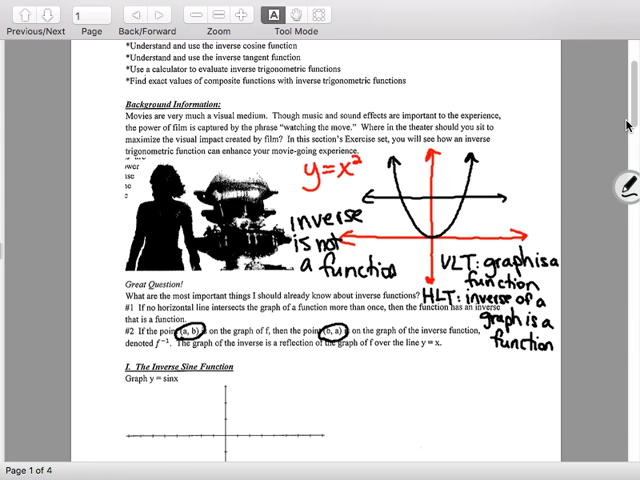 1
Previous/Next Page Back/Forward Zoom Tool Mode
*Understand and use the inverse cosine function
*Understand and use the inverse tangent function
*Use a calculator to evaluate inverse trigonometric functions
*Find exact values of composite functions with inverse trigonometric functions
Background Information:
Movies are very much a visual medium. Though music and sound effects are important to the experience,
the power of film is captured by the phrase “watching the move.” Where in the theater should you sit to
maximize the visual impact created by film? In this section's Exercise set, you will see how an inverse
trigonometric function can enhance your movie-going experience.
ower
use
ne
e
y=x²
inverse
is not
a function
VLT: graph is a
function
HLT: inverse of a
graph is a
function
Great Question!
What are the most important things I should already know about inverse functions?
#1 If no horizontal line intersects the graph of a function more than once, then the function has an inverse
that is a function.
#2 If the point (a, b) is on the graph of f, then the point (b, a) is on the graph of the inverse function,
denoted f⁻¹. The graph of the inverse is a reflection of the graph of f over the line y = x.
I. The Inverse Sine Function
Graph y = sinx
Page 1 of 4